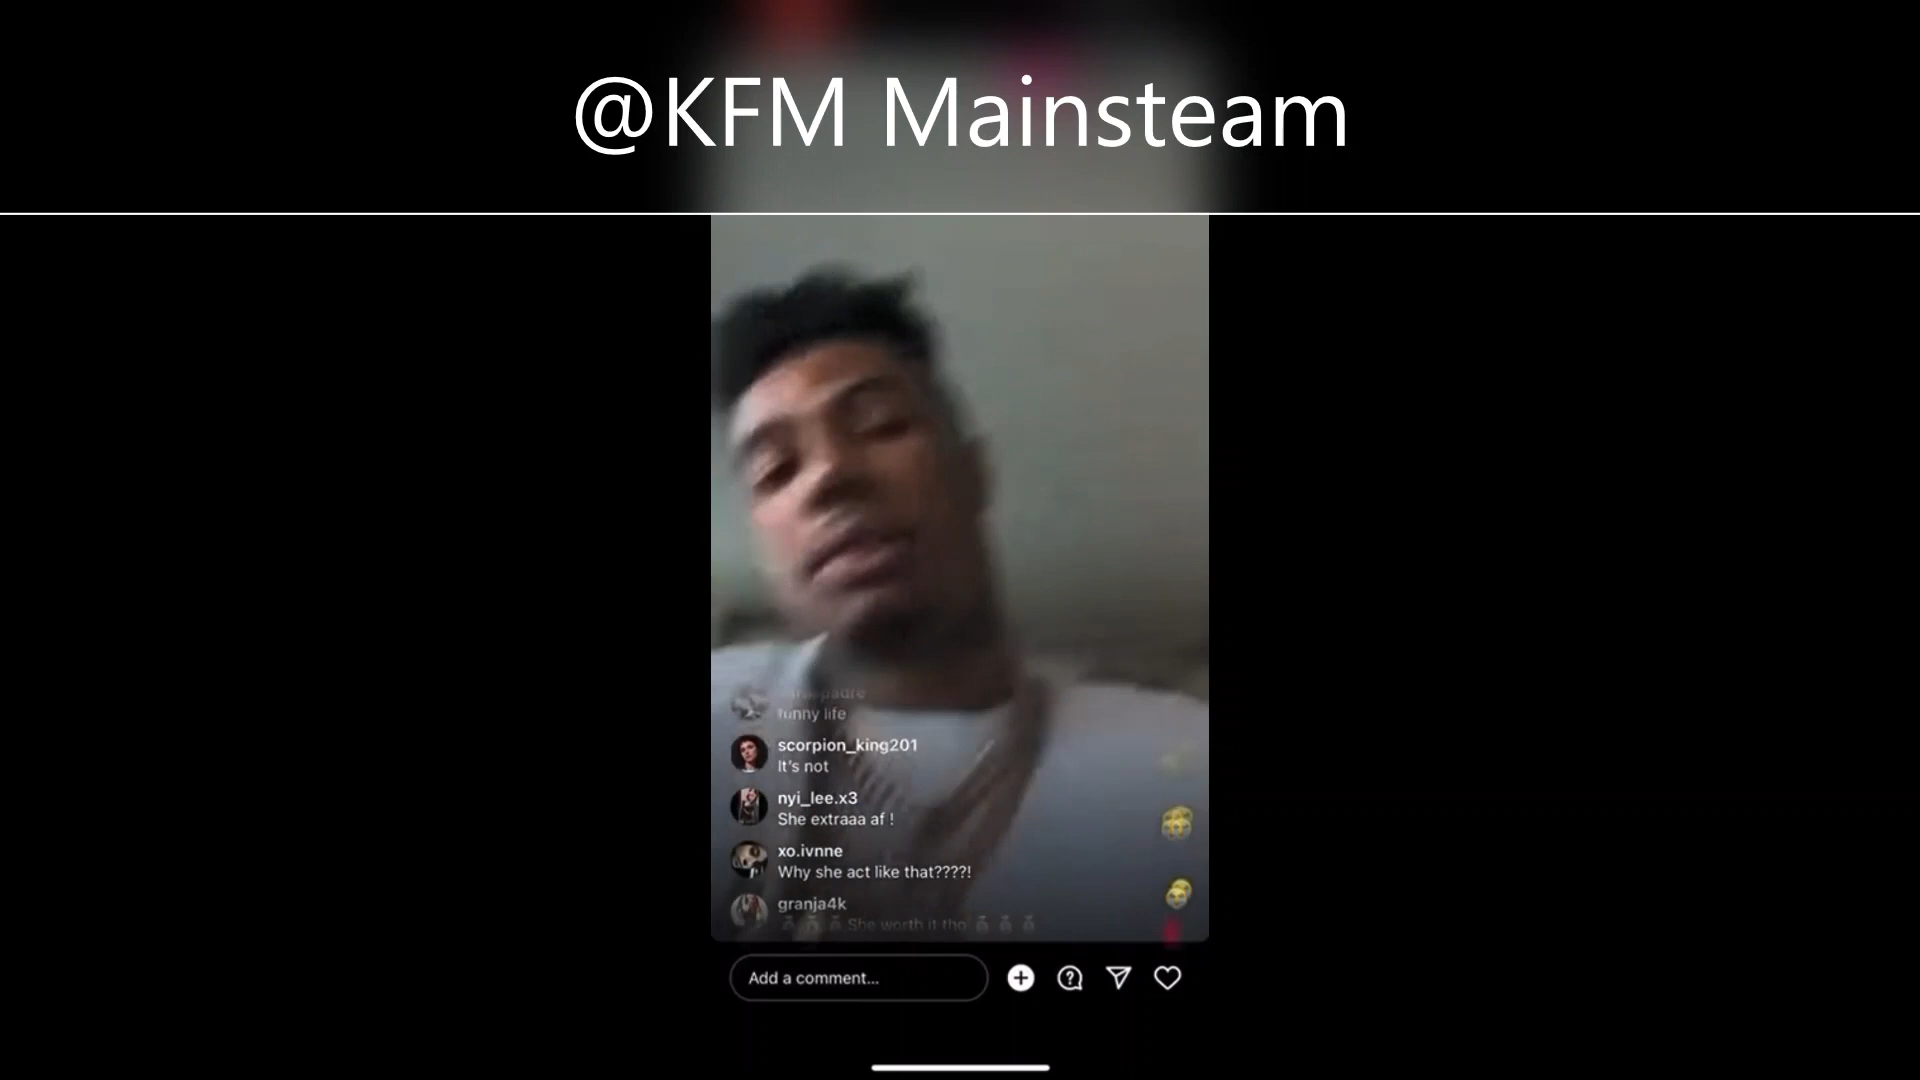 @KFM Mainsteam
funny life
scorpion_king201
It's not
nyi_lee.x3
She extraaa af !
xo.ivnne
Why she act like that????!
granja4k
She worth it tho
Add a comment...